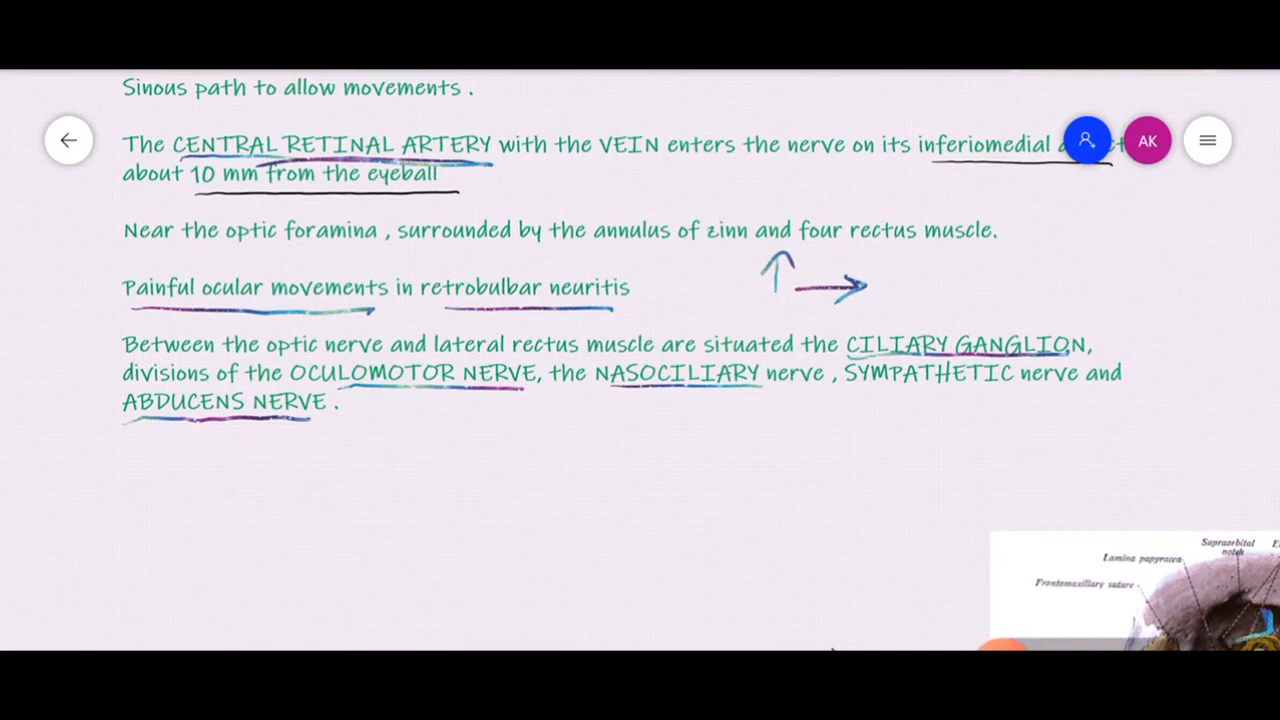 Sinous path to allow movements .
The CENTRAL RETINAL ARTERY with the VEIN enters the nerve on its inferiomedial
about 10 mm from the eyeball
AK
Near the optic foramina , surrounded by the annulus of zinn and four rectus muscle.
Painful ocular movements in retrobulbar neuritis
Between the optic nerve and lateral rectus muscle are situated the CILIARY GANGLION,
divisions of the OCULOMOTOR NERVE, the NASOCILIARY nerve , SYMPATHETIC nerve and
ABDUCENS NERVE .
Supraorbital
notch
Lamina papyracea
Frontomaxillary suture